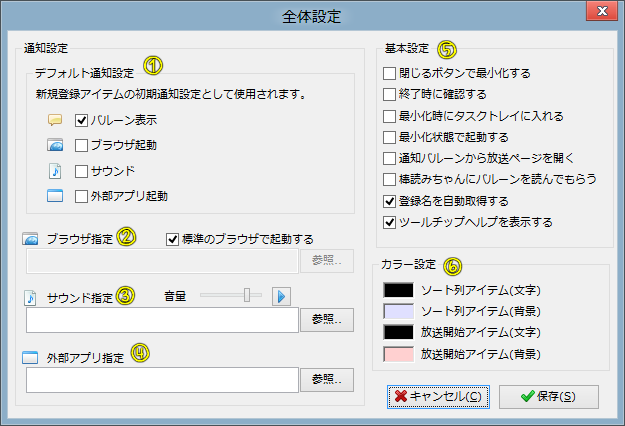 全体設定
通知設定
デフォルト通知設定 ①
新規登録アイテムの初期通知設定として使用されます。
バルーン表示
ブラウザ起動
サウンド
外部アプリ起動
ブラウザ指定 ② 標準のブラウザで起動する
参照..
サウンド指定 ③ 音量
参照..
外部アプリ指定 ④
参照..
基本設定 ⑤
閉じるボタンで最小化する
終了時に確認する
最小化時にタスクトレイに入れる
最小化状態で起動する
通知バルーンから放送ページを開く
棒読みちゃんにバルーンを読んでもらう
登録名を自動取得する
ツールチップヘルプを表示する
カラー設定 ⑥
ソート列アイテム(文字)
ソート列アイテム(背景)
放送開始アイテム(文字)
放送開始アイテム(背景)
キャンセル(C) 保存(S)